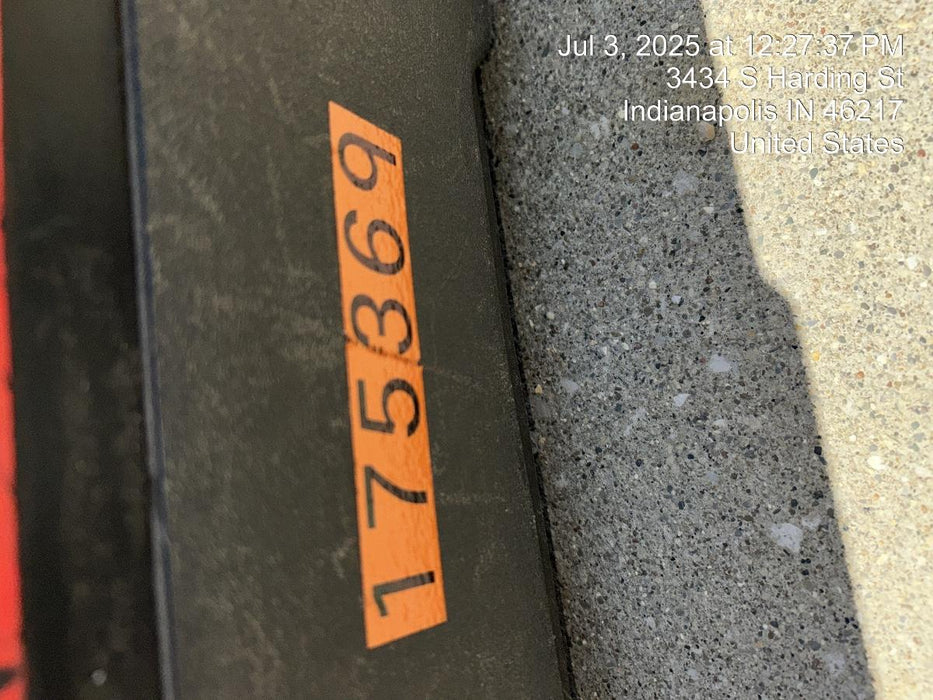 Jul 3, 2025 at 12:27:37 PM
3434 S Harding St
Indianapolis IN 46217
United States
175369